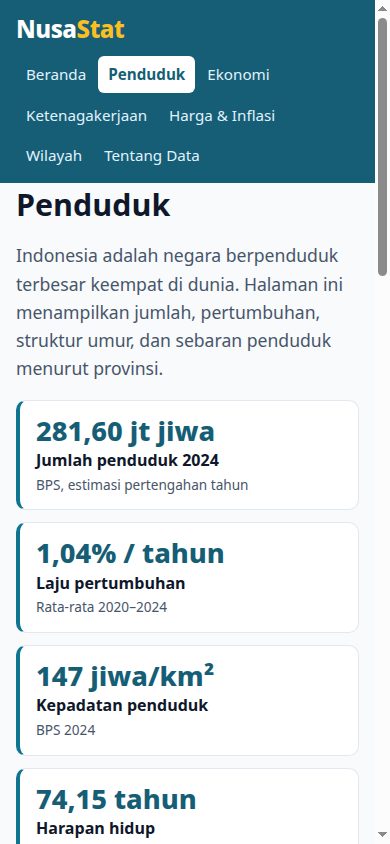 NusaStat
Beranda Penduduk Ekonomi
Ketenagakerjaan Harga & Inflasi
Wilayah Tentang Data
Penduduk
Indonesia adalah negara berpenduduk
terbesar keempat di dunia. Halaman ini
menampilkan jumlah, pertumbuhan,
struktur umur, dan sebaran penduduk
menurut provinsi.
281,60 jt jiwa
Jumlah penduduk 2024
BPS, estimasi pertengahan tahun
1,04% / tahun
Laju pertumbuhan
Rata-rata 2020–2024
147 jiwa/km²
Kepadatan penduduk
BPS 2024
74,15 tahun
Harapan hidup